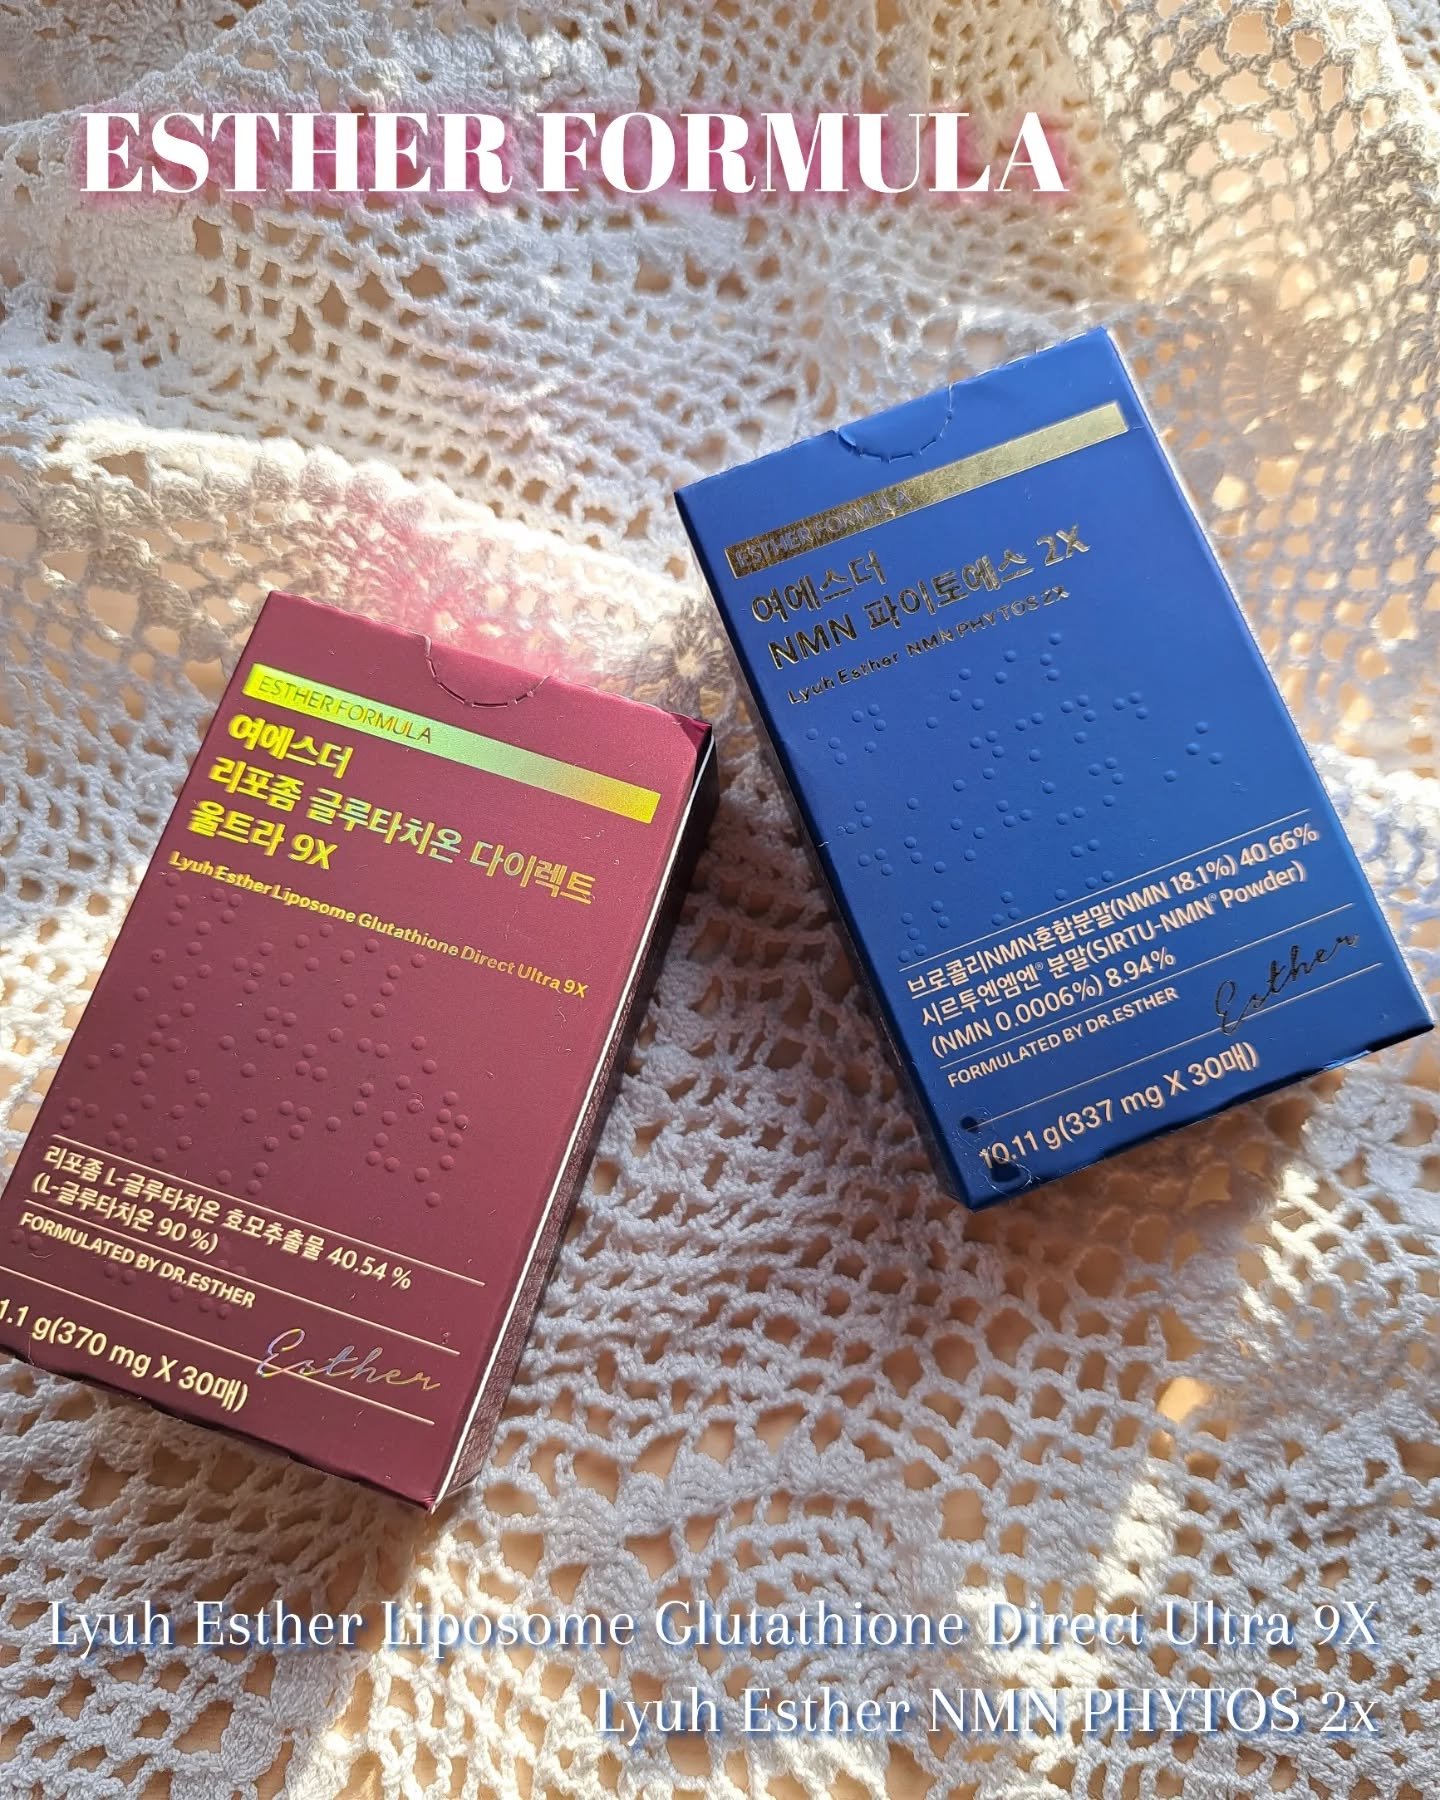 ESTHER FORMULA
ESTHER FORMULA
여에스더
NMN 파이토에스 2X
Lyuh Esther NMN PHYTOS 2X
브로콜리NMN혼합분말(NMN 18.1%) 40.66%
시르투엔엠엔® 분말(SIRTU-NMN® Powder)
(NMN 0.0006%) 8.94%
FORMULATED BY DR.ESTHER
Esther
10.11 g(337 mg X 30매)
ESTHER FORMULA
여에스더
리포좀 글루타치온 다이렉트
울트라 9X
Lyuh Esther Liposome Glutathione Direct Ultra 9X
리포좀 L-글루타치온 효모추출물 40.54 %
(L-글루타치온 90 %)
FORMULATED BY DR.ESTHER
Esther
1.1 g(370 mg X 30매)
Lyuh Esther Liposome Glutathione Direct Ultra 9X
Lyuh Esther NMN PHYTOS 2x